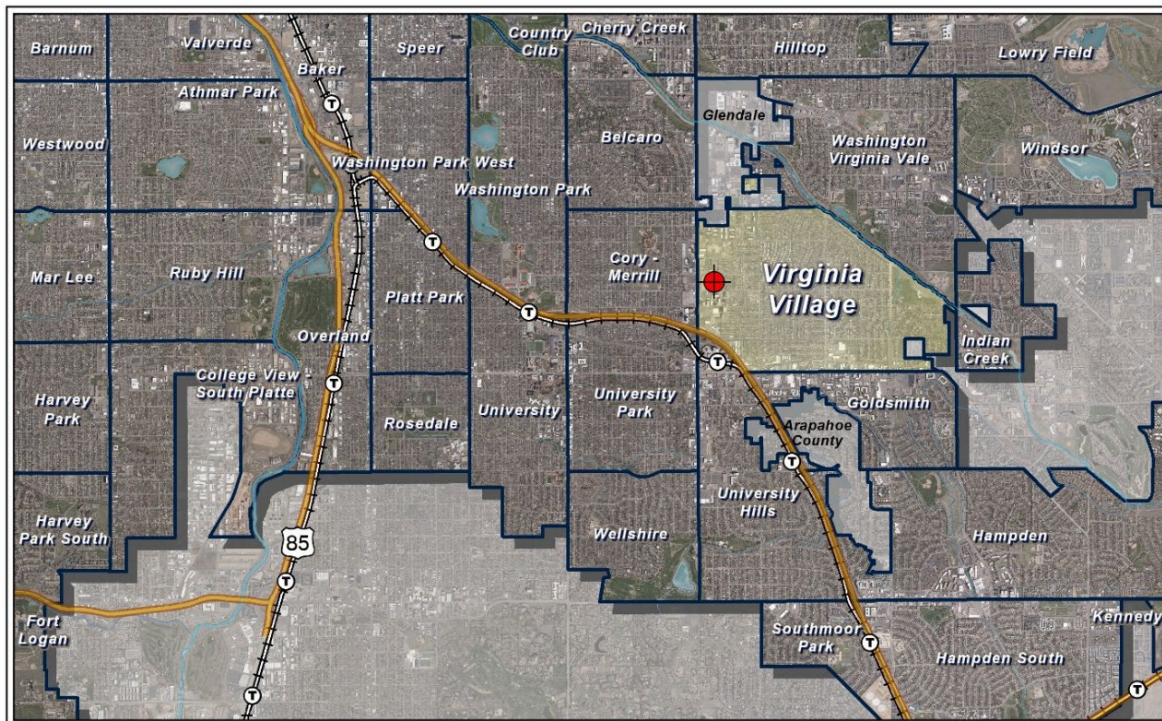 Barnum
Valverde
Speer
Country
Club
Cherry Creek
Hilltop
Lowry Field
Baker
Athmar Park
Glendale
Westwood
Belcaro
Washington
Virginia Vale
Windsor
Washington Park West
Washington Park
Mar Lee
Ruby Hill
Cory -
Merrill
Virginia
Village
Platt Park
Overland
Indian
Creek
College View
South Platte
Harvey
Park
Rosedale
University
University
Park
Goldsmith
Arapahoe
County
Harvey
Park South
85
Wellshire
University
Hills
Hampden
Fort
Logan
Southmoor
Park
Hampden South
Kennedy
T
T
T
T
T
T
T
T
T
T